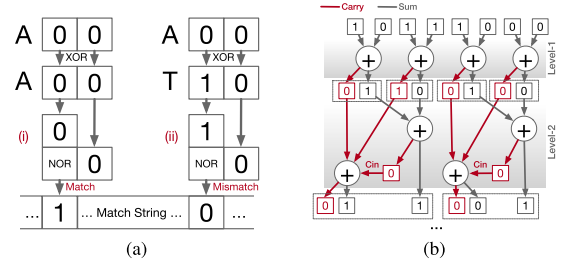 A 0 0
XOR
A 0 0
(i) 0
NOR 0
Match
A 0 0
XOR
T 1 0
(ii) 1
NOR 0
Mismatch
... 1 ... Match String ... 0 ...
(a)
Carry Sum
1 0 1 1 1 0 0 0
+ + + +
Level-1
0 1 1 0 0 1 0 0
+ +
Level-2
+ Cin 0 + Cin 0
0 1 1 0 0 1
...
(b)